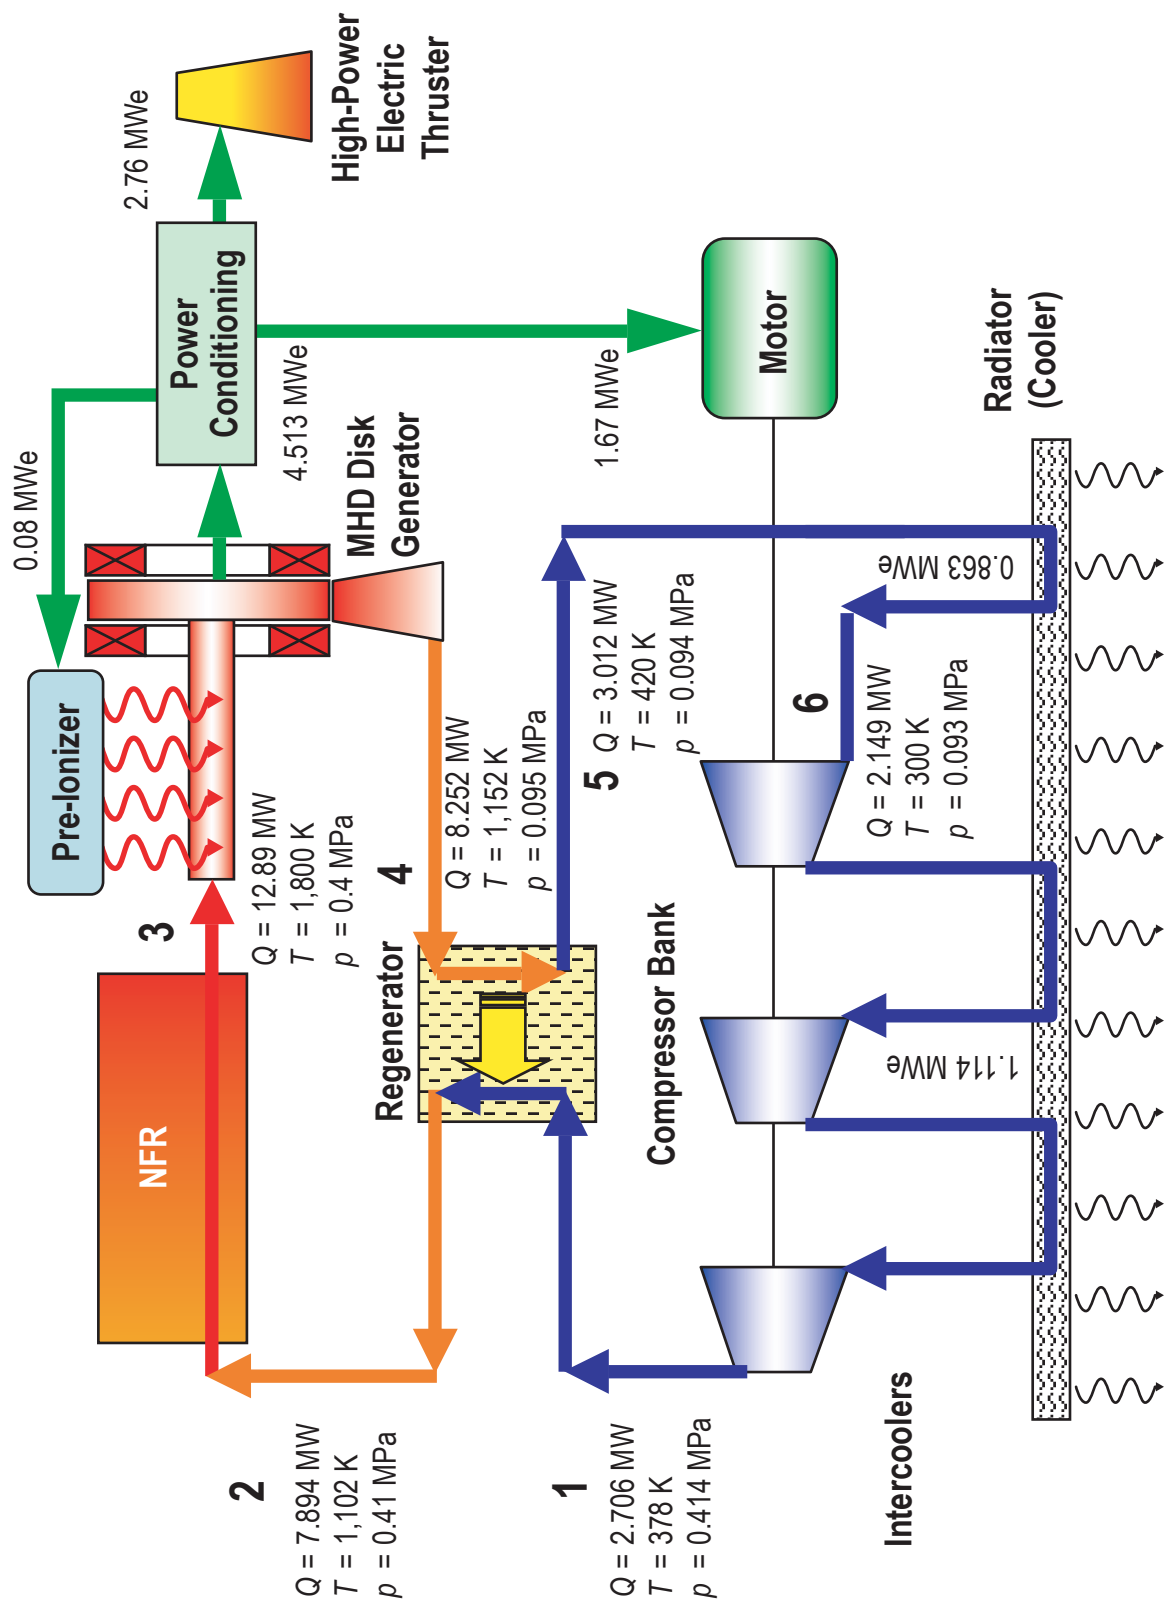 2
Q = 7.894 MW
T = 1,102 K
p = 0.41 MPa
NFR
3
Q = 12.89 MW
T = 1,800 K
p = 0.4 MPa
Pre-Ionizer
0.08 MWe
MHD Disk
Generator
4.513 MWe
Power
Conditioning
2.76 MWe
High-Power
Electric
Thruster
1
Q = 2.706 MW
T = 378 K
p = 0.414 MPa
Regenerator
4
Q = 8.252 MW
T = 1,152 K
p = 0.095 MPa
5
Q = 3.012 MW
T = 420 K
p = 0.094 MPa
1.67 MWe
Motor
Compressor Bank
6
Q = 2.149 MW
T = 300 K
p = 0.093 MPa
Intercoolers
1.114 MWe
0.863 MWe
Radiator
(Cooler)